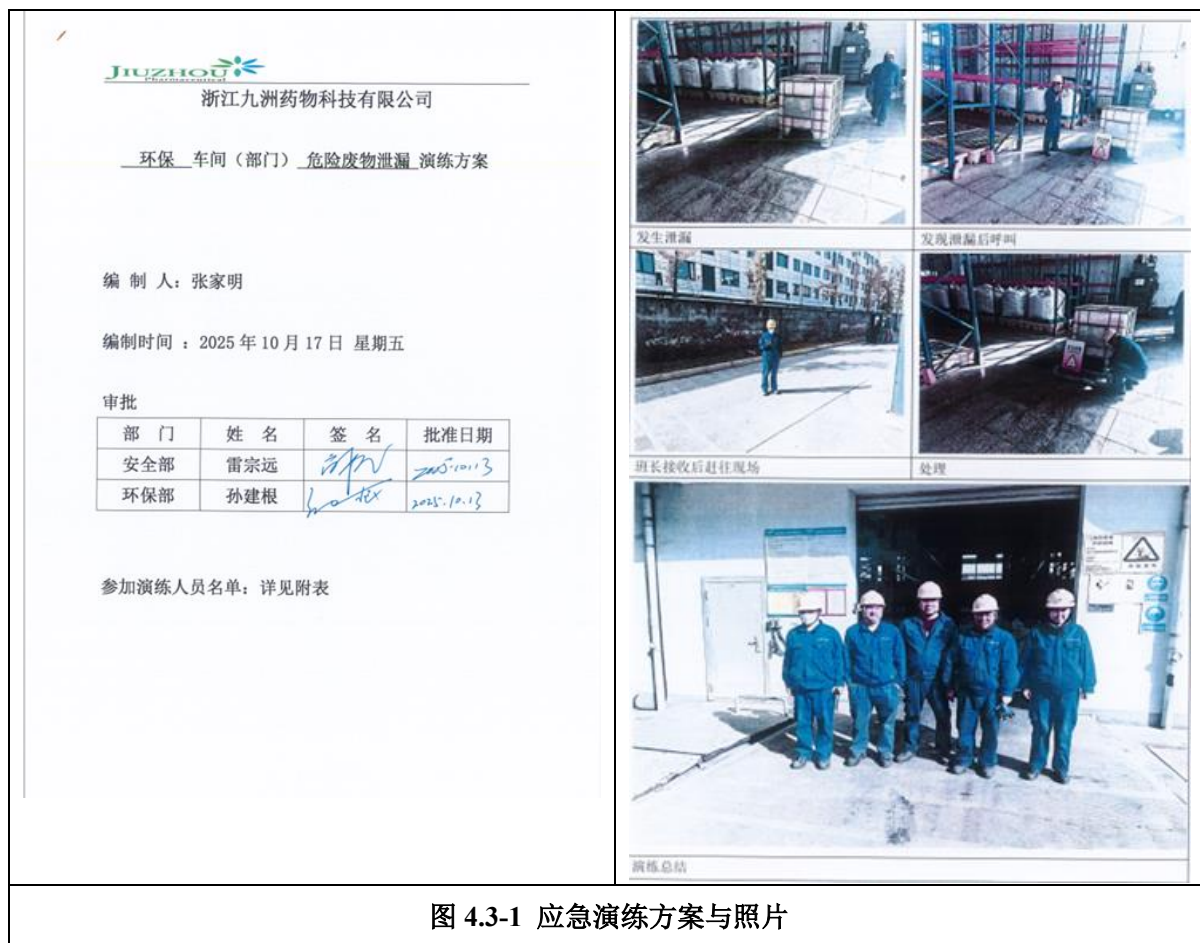 JIUZHOU
Pharmaceutical
浙江九洲药物科技有限公司
环保 车间（部门） 危险废物泄漏 演练方案
编 制 人：张家明
编制时间 ：2025 年 10 月 17 日 星期五
审批
部 门 姓 名 签 名 批准日期
安全部 雷宗远 2025.10.13
环保部 孙建根 2025.10.13
参加演练人员名单：详见附表
发生泄漏 发现泄漏后呼叫
班长接收后赶往现场 处理
演练总结
图 4.3-1 应急演练方案与照片